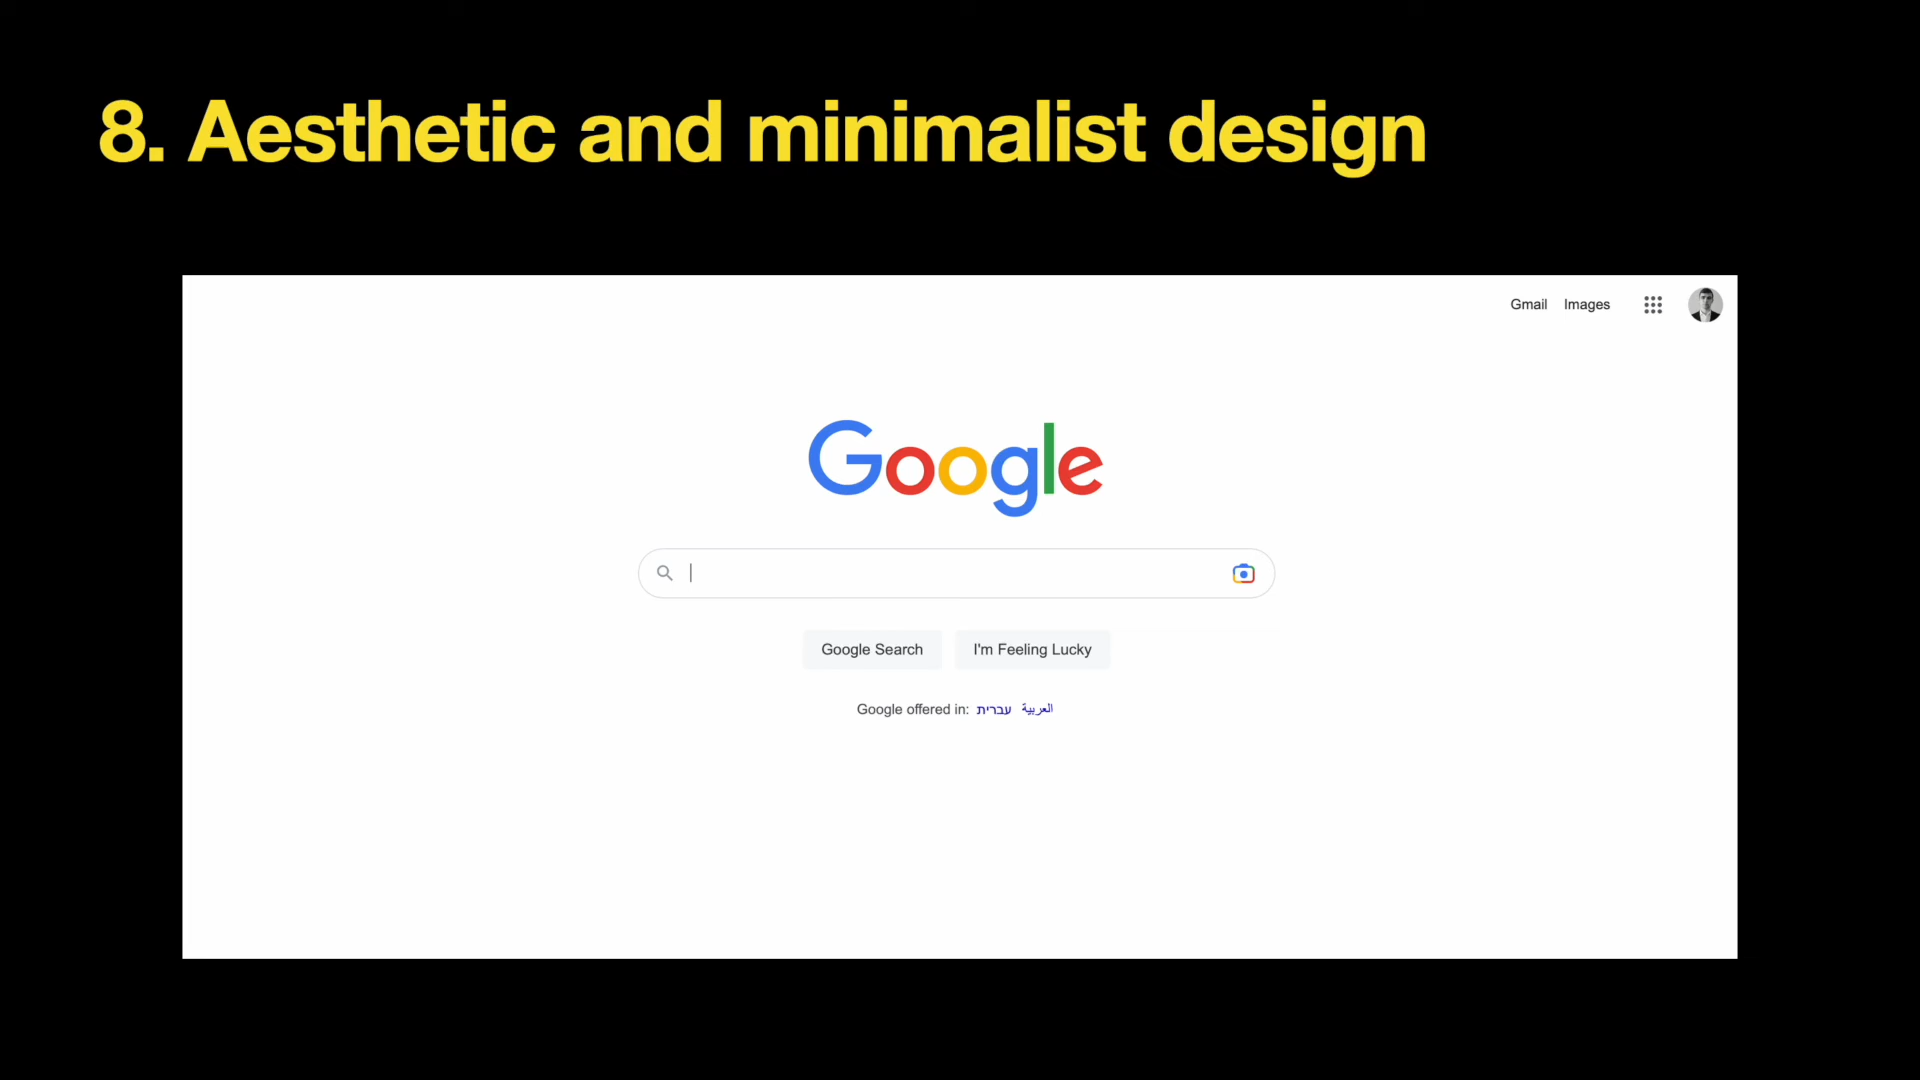 8. Aesthetic and minimalist design
Gmail Images
Google
Google Search I'm Feeling Lucky
Google offered in: עברית العربية